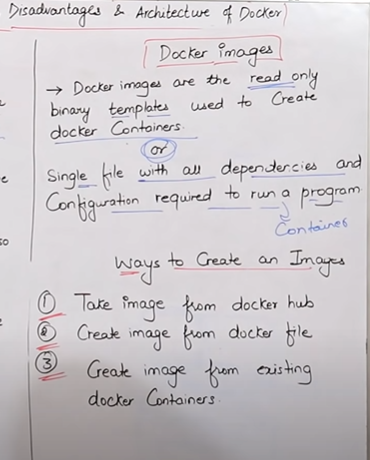 Disadvantages & Architecture of Docker
Docker images
→ Docker images are the read only
binary templates used to Create
docker Containers.
or
Single file with all dependencies and
Configuration required to run a program
Container
Ways to Create an Images
① Take image from docker hub
② Create image from docker file
③ Create image from existing
docker Containers.